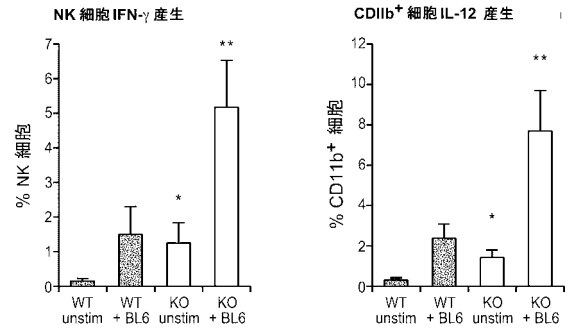 NK 細胞 IFN-γ 産生
** 
7
6
5
4
3
2
1
0
% NK 細胞
*
WT unstim
WT + BL6
KO unstim
KO + BL6
CDIIb+ 細胞 IL-12 産生
**
12
10
8
6
4
2
0
% CD11b+ 細胞
*
WT unstim
WT + BL6
KO unstim
KO + BL6